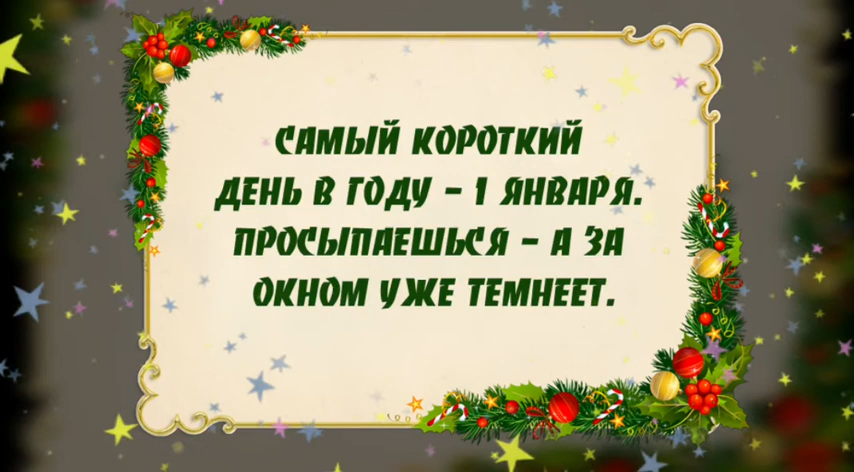 САМЫЙ КОРОТКИЙ
ДЕНЬ В ГОДУ - 1 ЯНВАРЯ.
ПРОСЫПАЕШЬСЯ - А ЗА
ОКНОМ УЖЕ ТЕМНЕЕТ.